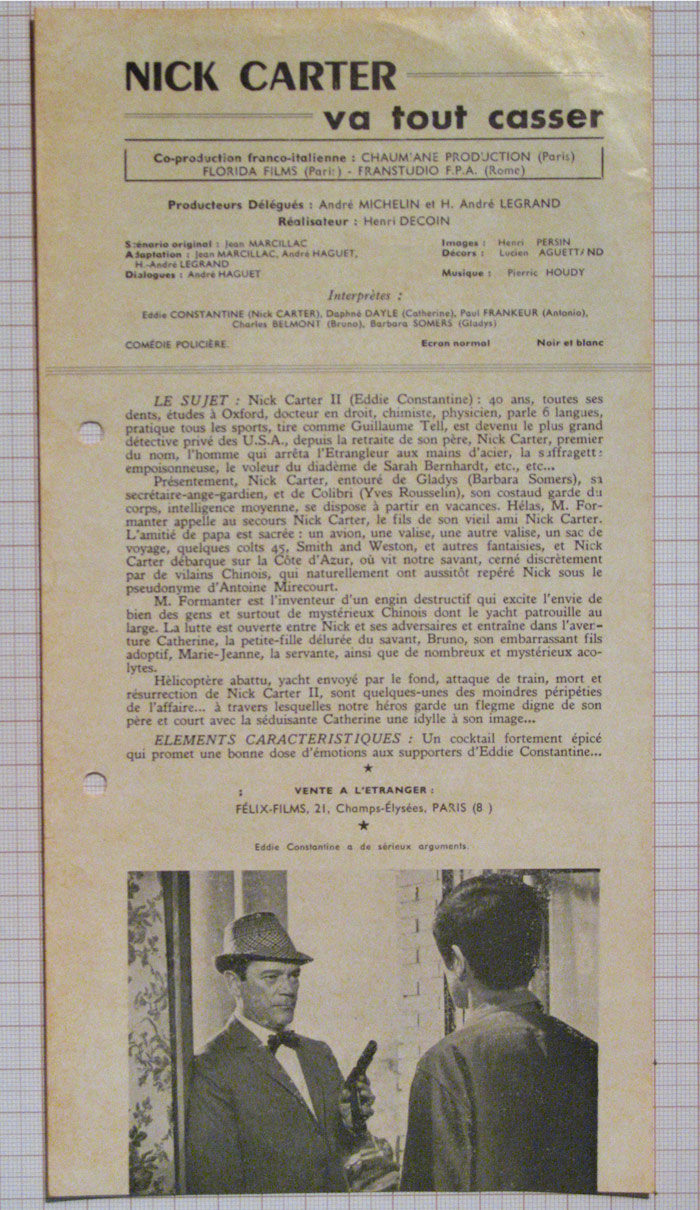 NICK CARTER
va tout casser
Co-production franco-italienne : CHAUMIANE PRODUCTION (Paris)
FLORIDA FILMS (Paris) - FRANSTUDIO F.P.A. (Rome)
Producteurs Délégués : André MICHELIN et H. André LEGRAND
Réalisateur : Henri DECOIN
Scénario original : Jean MARCILLAC
Adaptation : Jean MARCILLAC, André HAGUET,
H.-André LEGRAND
Dialogues : André HAGUET
Images : Henri PERSIN
Décors : Lucien AGUETTAND
Musique : Pierric HOUDY
Interprètes :
Eddie CONSTANTINE (Nick CARTER), Daphné DAYLE (Catherine), Paul FRANKEUR (Antonio),
Charles BELMONT (Bruno), Barbara SOMERS (Gladys)
COMÉDIE POLICIÈRE. Ecran normal Noir et blanc
LE SUJET : Nick Carter II (Eddie Constantine) : 40 ans, toutes ses
dents, études à Oxford, docteur en droit, chimiste, physicien, parle 6 langues,
pratique tous les sports, tire comme Guillaume Tell, est devenu le plus grand
détective privé des U.S.A., depuis la retraite de son père, Nick Carter, premier
du nom, l'homme qui arrêta l'Etrangleur aux mains d'acier, la suffragette
empoisonneuse, le voleur du diadème de Sarah Bernhardt, etc., etc...
Présentement, Nick Carter, entouré de Gladys (Barbara Somers), sa
secrétaire-ange-gardien, et de Colibri (Yves Rousselin), son costaud garde du
corps, intelligence moyenne, se dispose à partir en vacances. Hélas, M. For-
manter appelle au secours Nick Carter, le fils de son vieil ami Nick Carter.
L'amitié de papa est sacrée : un avion, une valise, une autre valise, un sac de
voyage, quelques colts 45, Smith and Weston, et autres fantaisies, et Nick
Carter débarque sur la Côte d'Azur, où vit notre savant, cerné discrètement
par de vilains Chinois, qui naturellement ont aussitôt repéré Nick sous le
pseudonyme d'Antoine Mirecourt.
M. Formanter est l'inventeur d'un engin destructif qui excite l'envie de
bien des gens et surtout de mystérieux Chinois dont le yacht patrouille au
large. La lutte est ouverte entre Nick et ses adversaires et entraîne dans l'aven-
ture Catherine, la petite-fille délurée du savant, Bruno, son embarrassant fils
adoptif, Marie-Jeanne, la servante, ainsi que de nombreux et mystérieux aco-
lytes.
Hélicoptère abattu, yacht envoyé par le fond, attaque de train, mort et
résurrection de Nick Carter II, sont quelques-unes des moindres péripéties
de l'affaire... à travers lesquelles notre héros garde un flegme digne de son
père et court avec la séduisante Catherine une idylle à son image...
ELEMENTS CARACTERISTIQUES : Un cocktail fortement épicé
qui promet une bonne dose d'émotions aux supporters d'Eddie Constantine...
VENTE A L'ETRANGER :
FÉLIX-FILMS, 21, Champs-Élysées, PARIS (8 )
Eddie Constantine a de sérieux arguments.